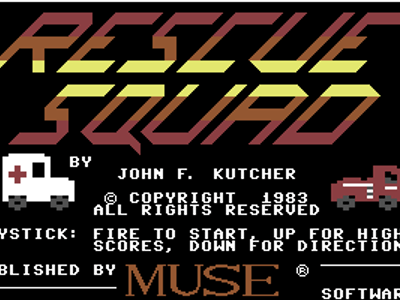 RESCUE
SQUAD
BY
JOHN F. KUTCHER
© COPYRIGHT 1983
ALL RIGHTS RESERVED
YSTICK: FIRE TO START, UP FOR HIGH
SCORES, DOWN FOR DIRECTION
BLISHED BY MUSE ®
SOFTWAR